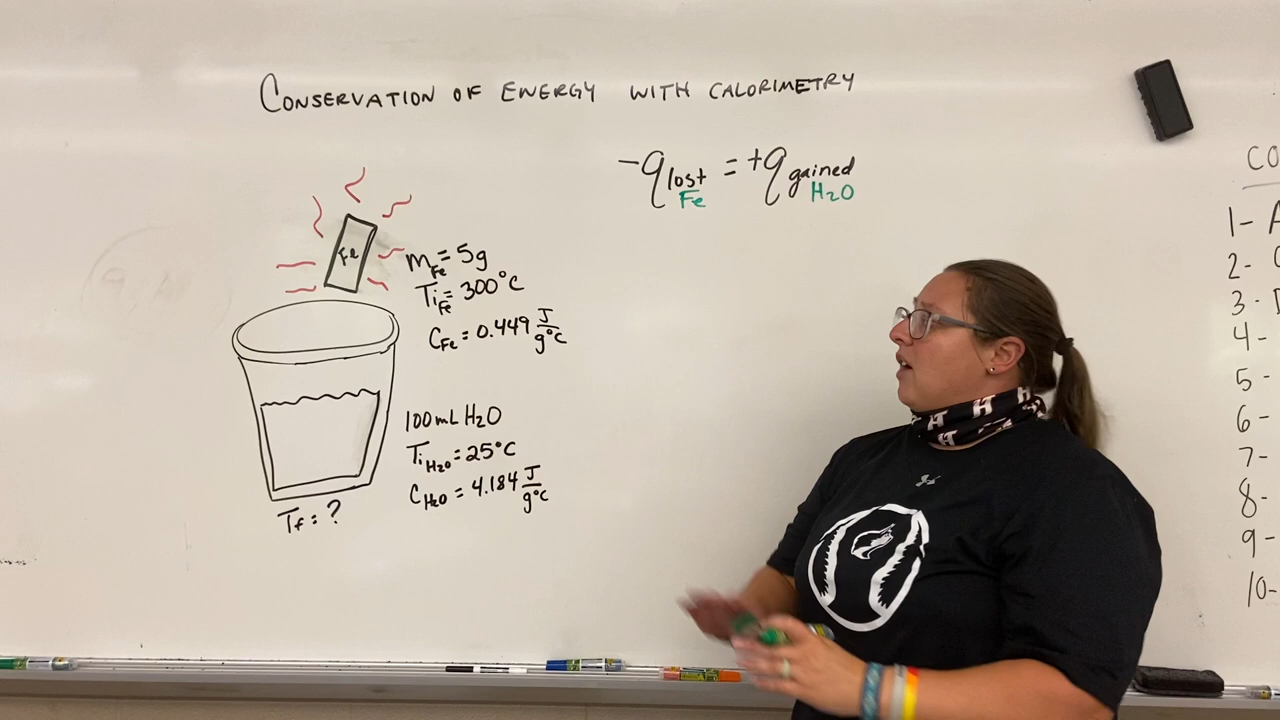 CONSERVATION OF ENERGY WITH CALORIMETRY
-qlost = +qgained
Fe H2O
Fe
mFe = 5g
TiFe = 300°C
CFe = 0.449 J/g°C
100mL H2O
TiH2O = 25°C
CH2O = 4.184 J/g°C
Tf = ?
CO
1- A
2-
3-
4-
5-
6-
7-
8-
9-
10-
H H